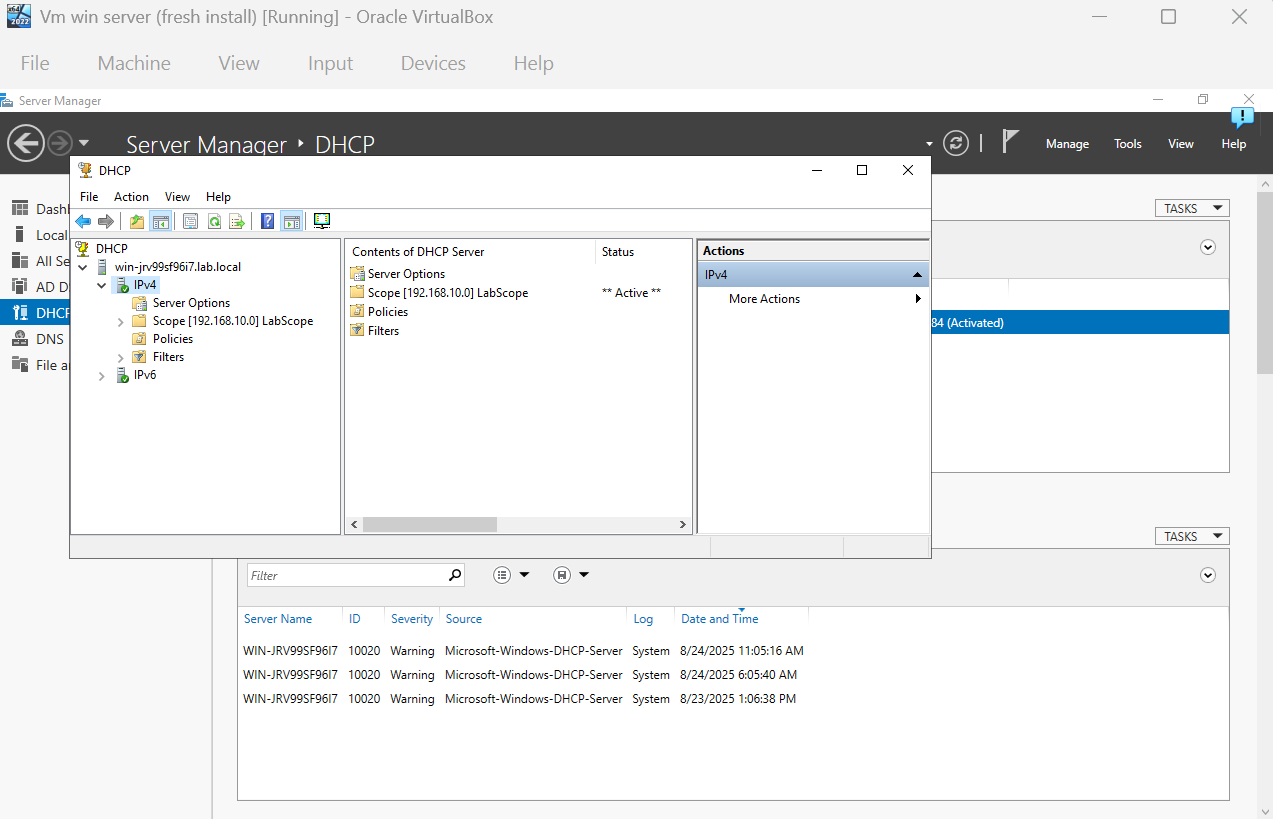 Vm win server (fresh install) [Running] - Oracle VirtualBox
File Machine View Input Devices Help
Server Manager
Server Manager DHCP
Manage Tools View Help
DHCP
File Action View Help
TASKS
Dash
Local
All Se
AD D
DHCP
DNS
File a
DHCP
win-jrv99sf96i7.lab.local
IPv4
Server Options
Scope [192.168.10.0] LabScope
Policies
Filters
IPv6
Contents of DHCP Server Status
Server Options
Scope [192.168.10.0] LabScope ** Active **
Policies
Filters
Actions
IPv4
More Actions
84 (Activated)
TASKS
Filter
Server Name ID Severity Source Log Date and Time
WIN-JRV99SF96I7 10020 Warning Microsoft-Windows-DHCP-Server System 8/24/2025 11:05:16 AM
WIN-JRV99SF96I7 10020 Warning Microsoft-Windows-DHCP-Server System 8/24/2025 6:05:40 AM
WIN-JRV99SF96I7 10020 Warning Microsoft-Windows-DHCP-Server System 8/23/2025 1:06:38 PM